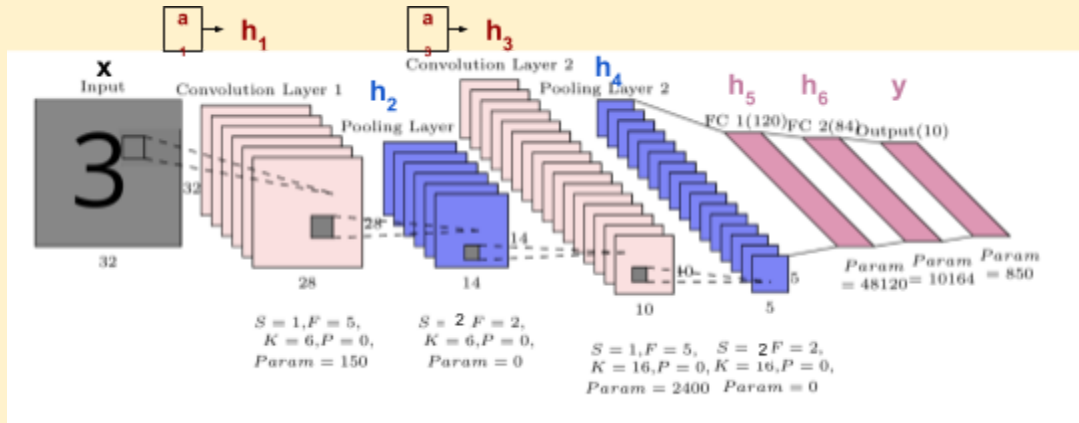 a
1
h1
a
3
h3
x
Input
Convolution Layer 1
h2
Pooling Layer
Convolution Layer 2
h4
Pooling Layer 2
h5
h6
y
FC 1(120)
FC 2(84)
Output(10)
3
32
32
28
28
14
14
10
10
5
5
S = 1, F = 5,
K = 6, P = 0,
Param = 150
S = 2 F = 2,
K = 6, P = 0,
Param = 0
S = 1, F = 5,
K = 16, P = 0,
Param = 2400
S = 2 F = 2,
K = 16, P = 0,
Param = 0
Param
= 48120
Param
= 10164
Param
= 850